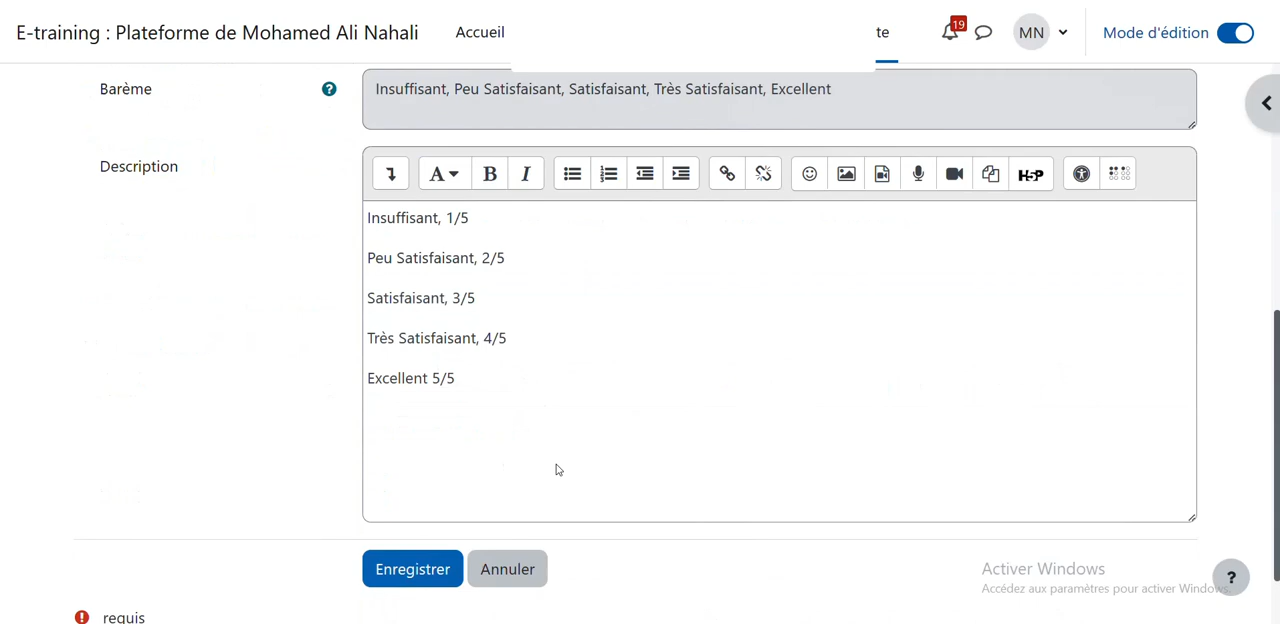 E-training : Plateforme de Mohamed Ali Nahali Accueil te 19 MN Mode d'édition
Barème ? Insuffisant, Peu Satisfaisant, Satisfaisant, Très Satisfaisant, Excellent
Description A B I H-P
Insuffisant, 1/5
Peu Satisfaisant, 2/5
Satisfaisant, 3/5
Très Satisfaisant, 4/5
Excellent 5/5
Enregistrer Annuler
Activer Windows
Accédez aux paramètres pour activer Windows.
?
! requis